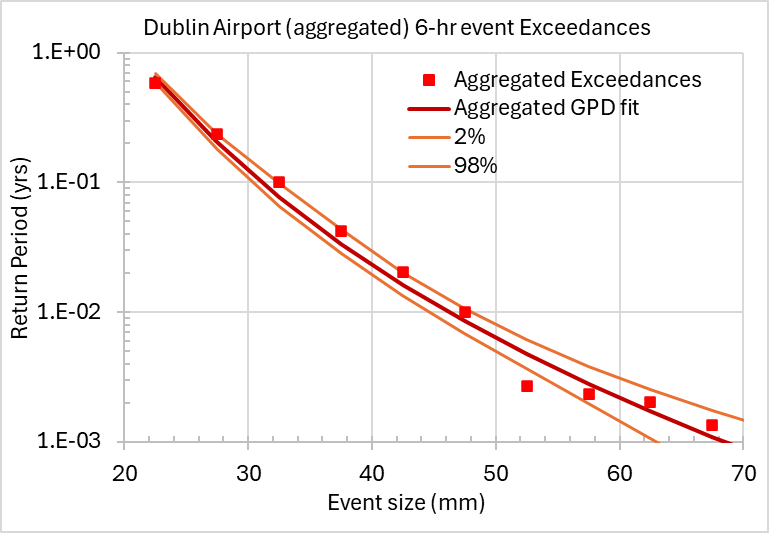 Dublin Airport (aggregated) 6-hr event Exceedances
1.E+00
1.E-01
1.E-02
1.E-03
Return Period (yrs)
Aggregated Exceedances
Aggregated GPD fit
2%
98%
20 30 40 50 60 70
Event size (mm)